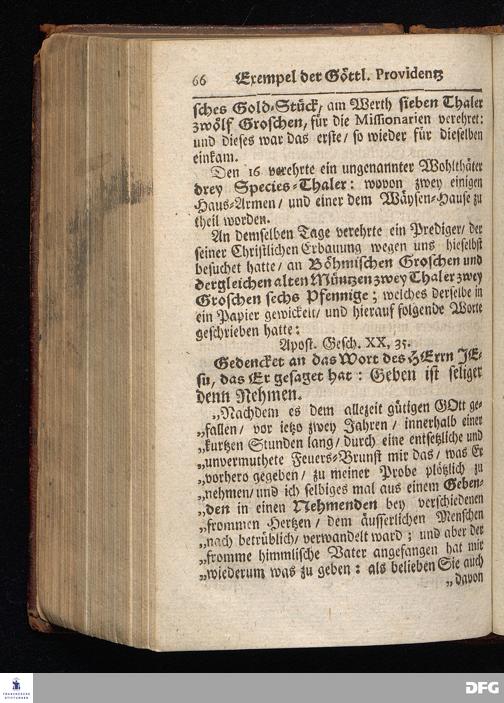 66 Exempel der Göttl. Providentz
sches Gold-Stück, am Werth sieben Thaler
zwölf Groschen, für die Missionarien verehret:
und dieses war das erste / so wieder für dieselben
einkam.
Den 16 verehrte ein ungenannter Wohlthäter
drey Species-Thaler: wovon zwey einigen
Haus-Armen / und einer dem Wäysen-Hause zu
theil worden.
An demselben Tage verehrte ein Prediger / der
seiner Christlichen Erbauung wegen uns hieselbst
besuchet hatte / an Böhmischen Groschen und
dergleichen alten Müntzen zwey Thaler zwey
Groschen sechs Pfennige; welches derselbe in
ein Papier gewickelt / und hierauf folgende Worte
geschrieben hatte:
Apost. Gesch. XX, 35.
Gedencket an das Wort des HErrn JE-
su, das Er gesaget hat: Geben ist seliger
denn Nehmen.
„Nachdem es dem allezeit gütigen GOtt ge-
„fallen / vor ietzo zwey Jahren / innerhalb einer
„kurtzen Stunden lang / durch eine entsetzliche und
„unvermuthete Feuers-Brunst mir das / was Er
„vorhero gegeben / zu meiner Probe plötzlich zu
„nehmen / und ich selbiges mal aus einem Geben-
„den in einen Nehmenden bey verschiedenen
„frommen Hertzen / dem äusserlichen Menschen
„nach betrüblich / verwandelt ward; und aber der
„fromme himmlische Vater angefangen hat mir
„wiederum was zu geben: als belieben Sie auch
„davon
FRANCKESCHE
STIFTUNGEN
DFG